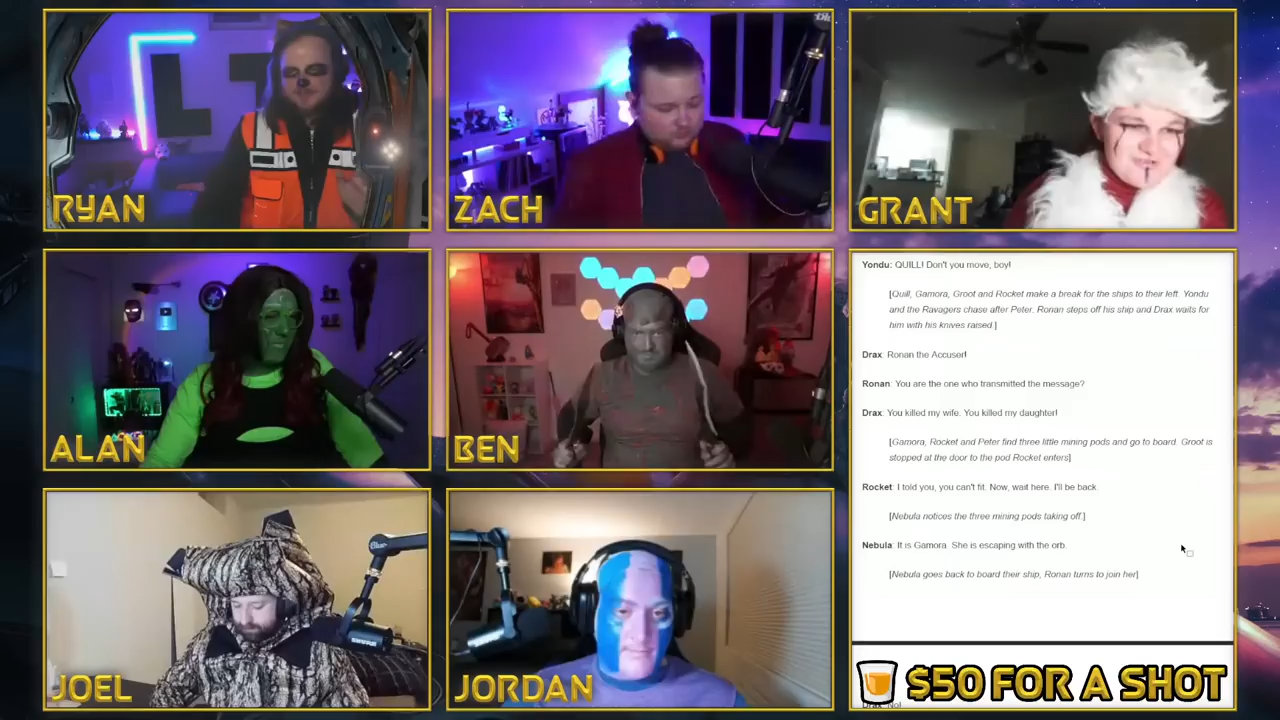 RYAN
ZACH
GRANT
ALAN
BEN
Yondu: QUILL! Don't you move, boy!
[Quill, Gamora, Groot and Rocket make a break for the ships to their left. Yondu
and the Ravagers chase after Peter. Ronan steps off his ship and Drax waits for
him with his knives raised.]
Drax: Ronan the Accuser!
Ronan: You are the one who transmitted the message?
Drax: You killed my wife. You killed my daughter!
[Gamora, Rocket and Peter find three little mining pods and go to board. Groot is
stopped at the door to the pod Rocket enters]
Rocket: I told you, you can't fit. Now, wait here. I'll be back.
[Nebula notices the three mining pods taking off.]
Nebula: It is Gamora. She is escaping with the orb.
[Nebula goes back to board their ship, Ronan turns to join her]
JOEL
JORDAN
$50 FOR A SHOT